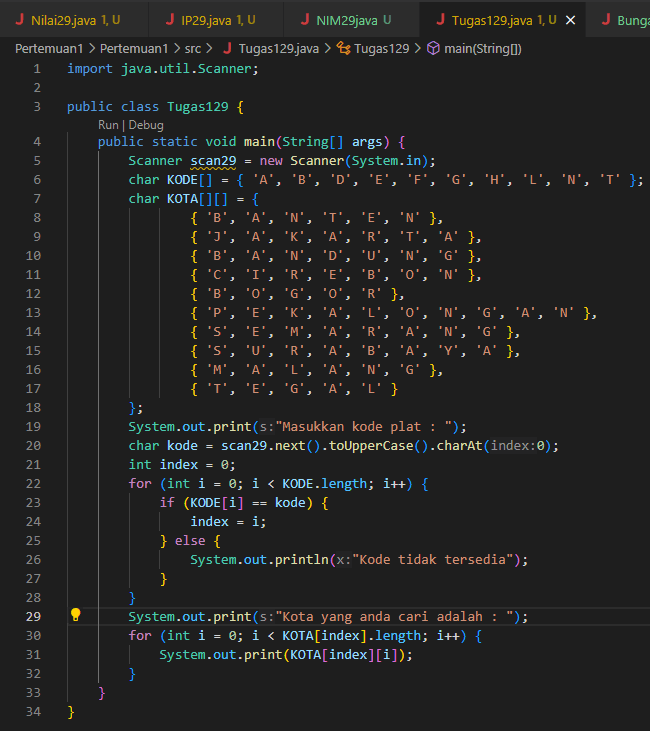 Nilai29.java 1, U
IP29.java 1, U
NIM29java U
Tugas129.java 1, U
Bunga
Pertemuan1 > Pertemuan1 > src > Tugas129.java > Tugas129 > main(String[])
1 import java.util.Scanner;
2
3 public class Tugas129 {
Run | Debug
4 public static void main(String[] args) {
5 Scanner scan29 = new Scanner(System.in);
6 char KODE[] = { 'A', 'B', 'D', 'E', 'F', 'G', 'H', 'L', 'N', 'T' };
7 char KOTA[][] = {
8 { 'B', 'A', 'N', 'T', 'E', 'N' },
9 { 'J', 'A', 'K', 'A', 'R', 'T', 'A' },
10 { 'B', 'A', 'N', 'D', 'U', 'N', 'G' },
11 { 'C', 'I', 'R', 'E', 'B', 'O', 'N' },
12 { 'B', 'O', 'G', 'O', 'R' },
13 { 'P', 'E', 'K', 'A', 'L', 'O', 'N', 'G', 'A', 'N' },
14 { 'S', 'E', 'M', 'A', 'R', 'A', 'N', 'G' },
15 { 'S', 'U', 'R', 'A', 'B', 'A', 'Y', 'A' },
16 { 'M', 'A', 'L', 'A', 'N', 'G' },
17 { 'T', 'E', 'G', 'A', 'L' }
18 };
19 System.out.print(s:"Masukkan kode plat : ");
20 char kode = scan29.next().toUpperCase().charAt(index:0);
21 int index = 0;
22 for (int i = 0; i < KODE.length; i++) {
23 if (KODE[i] == kode) {
24 index = i;
25 } else {
26 System.out.println(x:"Kode tidak tersedia");
27 }
28 }
29 System.out.print(s:"Kota yang anda cari adalah : ");
30 for (int i = 0; i < KOTA[index].length; i++) {
31 System.out.print(KOTA[index][i]);
32 }
33 }
34 }